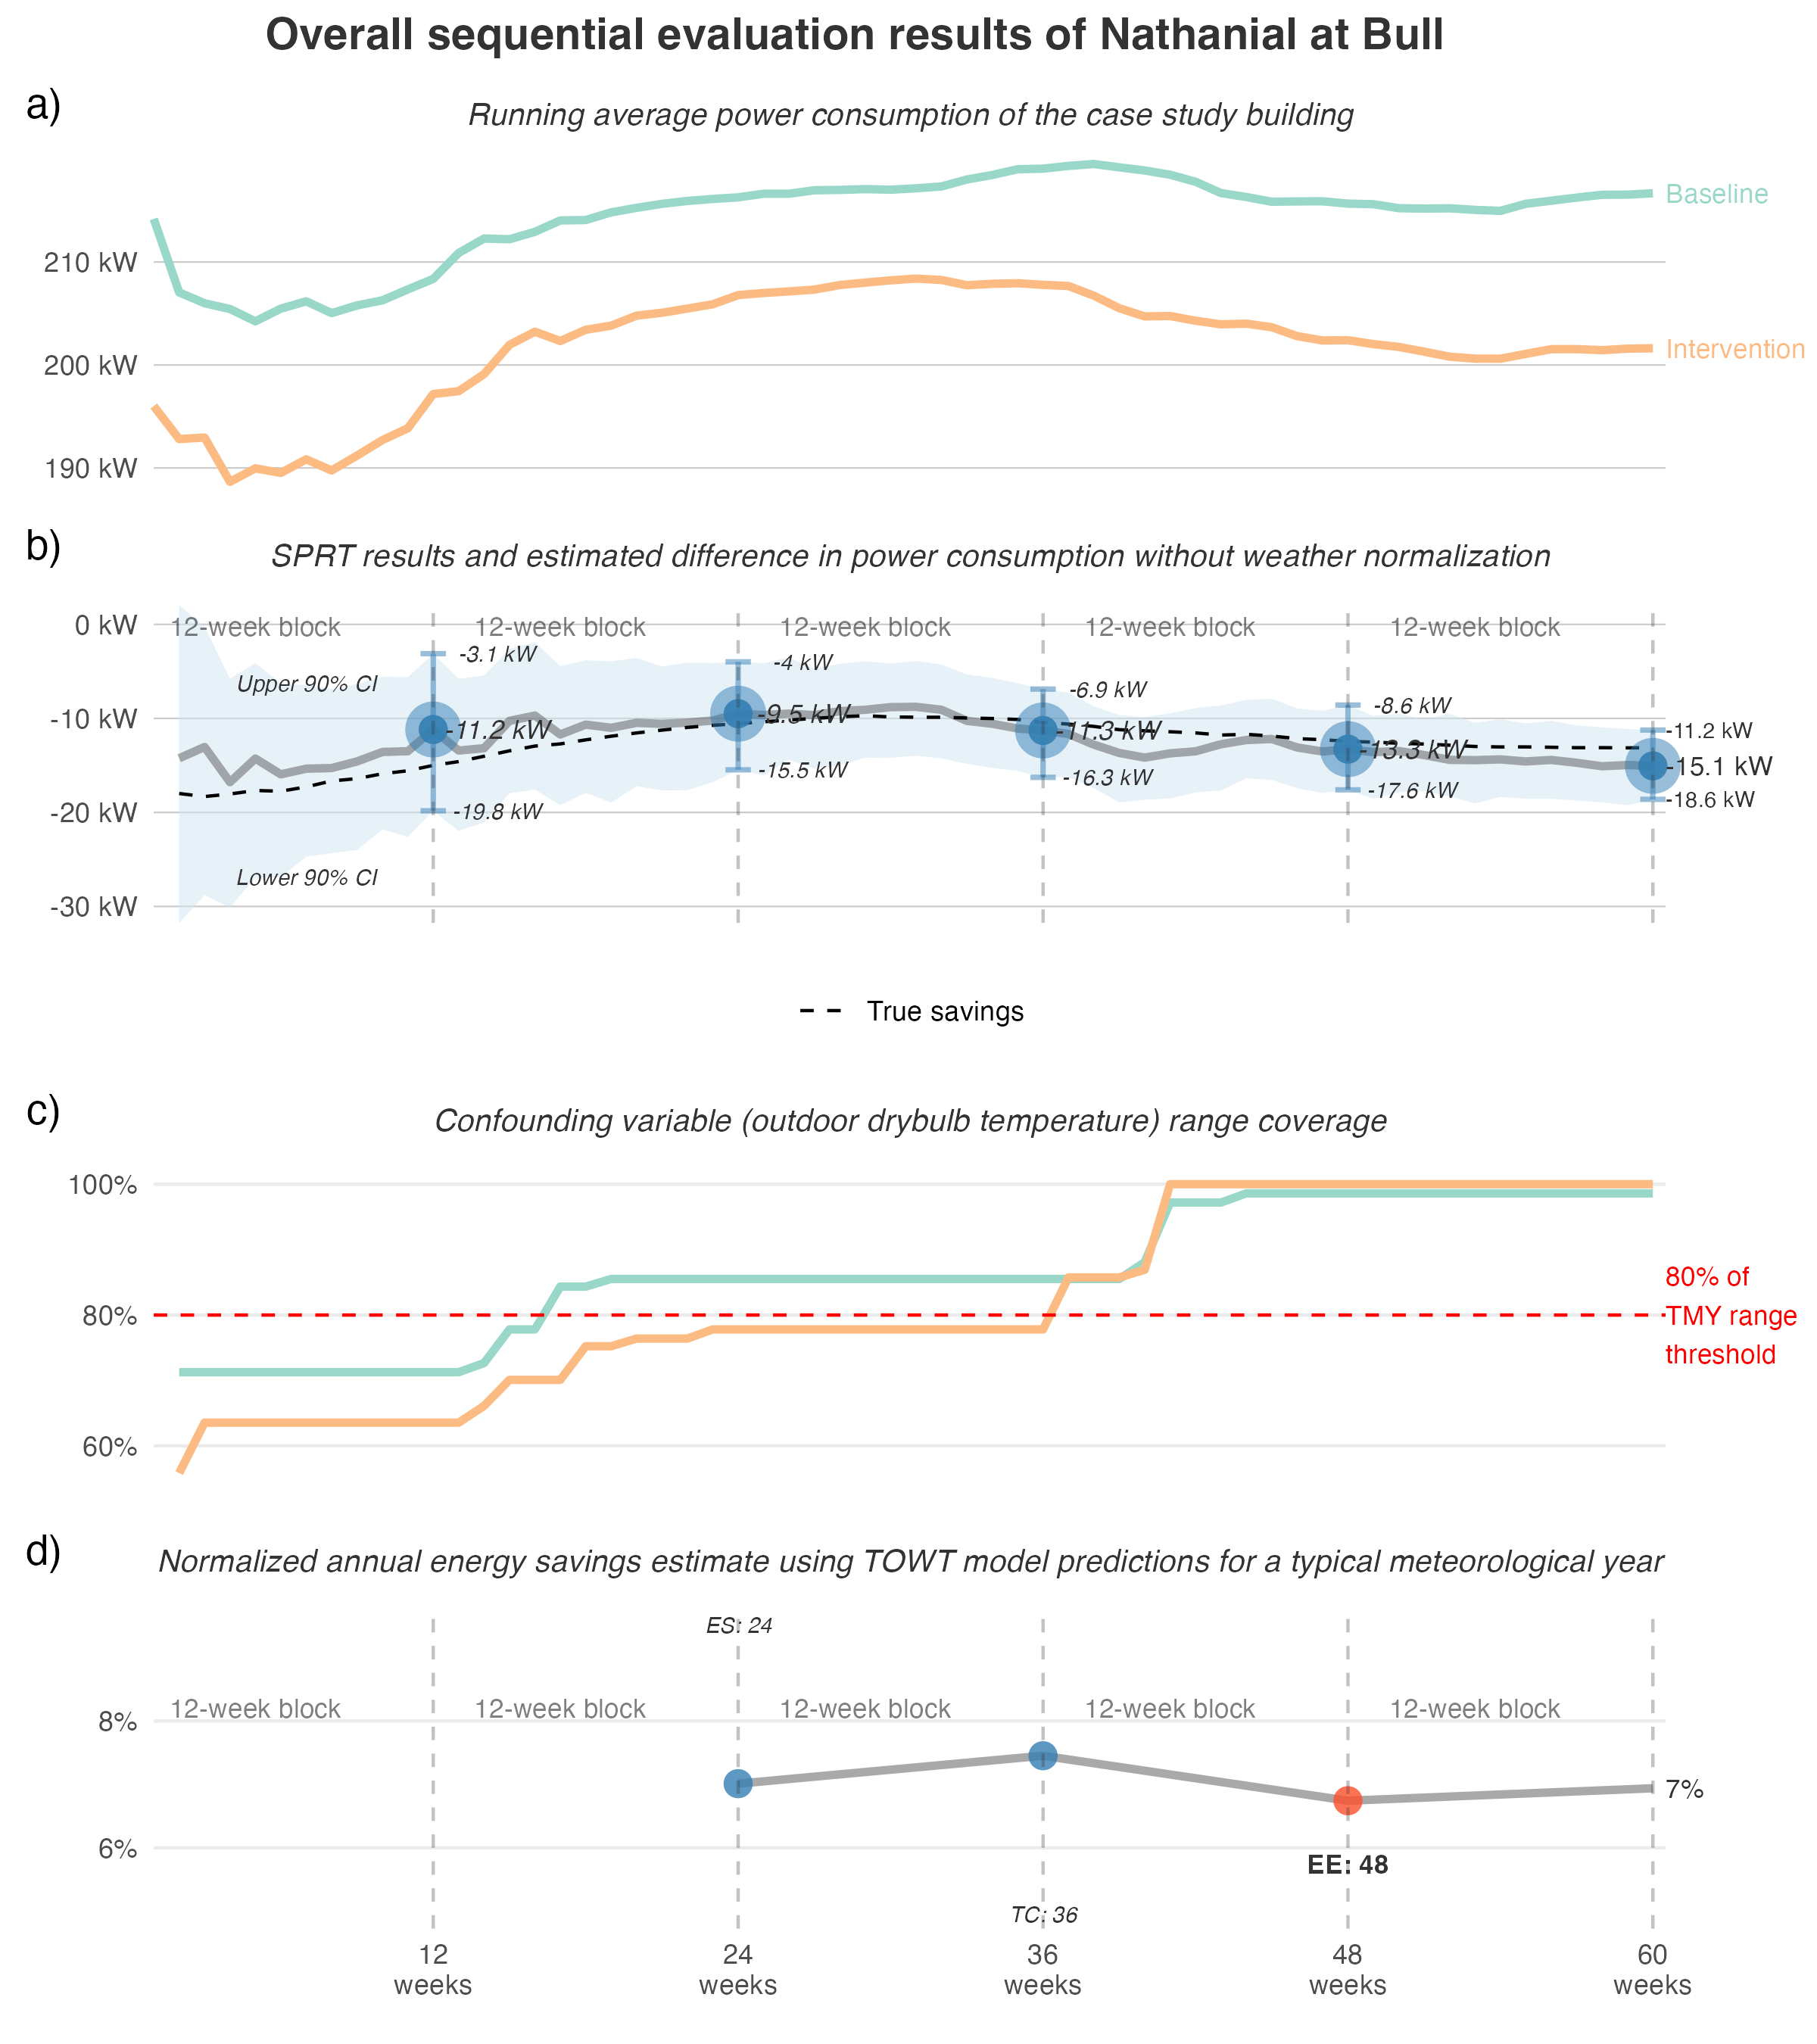 Overall sequential evaluation results of Nathanial at Bull
a)
Running average power consumption of the case study building
Baseline
210 kW
Intervention
200 kW
190 kW
b)
SPRT results and estimated difference in power consumption without weather normalization
0 kW
12-week block 12-week block 12-week block 12-week block 12-week block
-3.1 kW
-4 kW
Upper 90% CI
-6.9 kW
-8.6 kW
-10 kW
-11.2 kW
-9.5 kW
-11.3 kW
-13.3 kW
-11.2 kW
-15.1 kW
-15.5 kW
-16.3 kW
-17.6 kW
-18.6 kW
-20 kW
-19.8 kW
Lower 90% CI
-30 kW
True savings
c)
Confounding variable (outdoor drybulb temperature) range coverage
100%
80%
60%
80% of
TMY range
threshold
d)
Normalized annual energy savings estimate using TOWT model predictions for a typical meteorological year
ES: 24
12-week block 12-week block 12-week block 12-week block 12-week block
8%
7%
6%
EE: 48
TC: 36
12 24 36 48 60
weeks weeks weeks weeks weeks